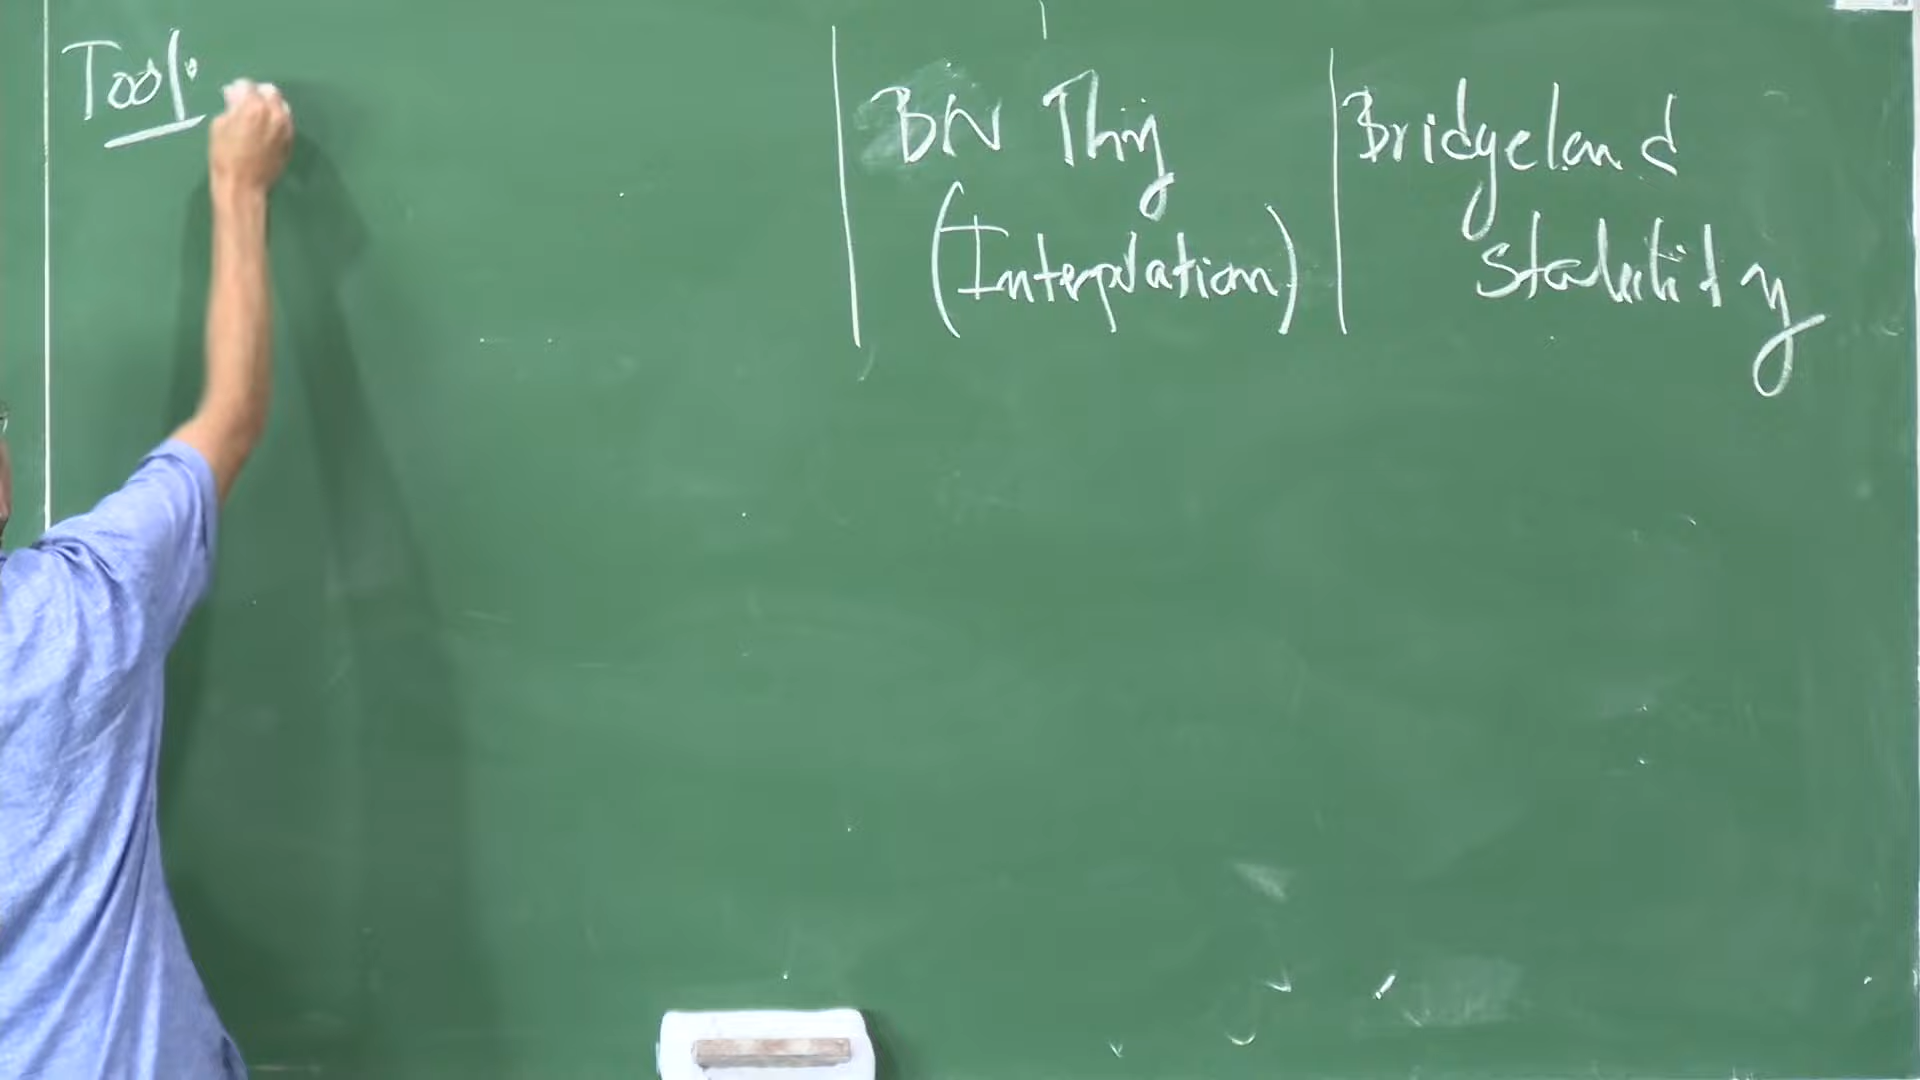 Tool:
BN Thy
(Interpolation)
Bridgeland
Stability